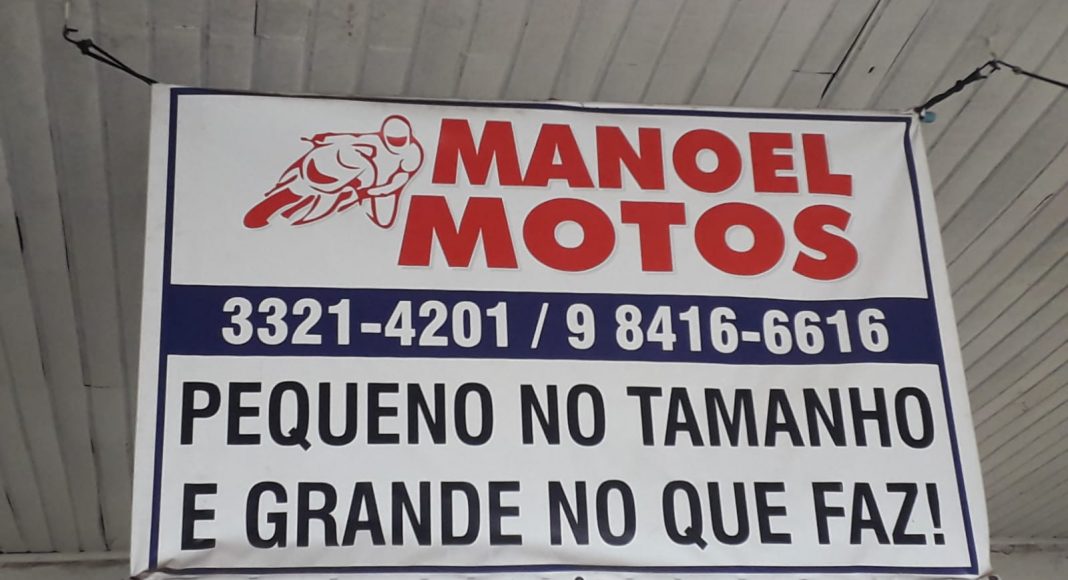 MANOEL
MOTOS
3321-4201 / 9 8416-6616
PEQUENO NO TAMANHO
E GRANDE NO QUE FAZ!